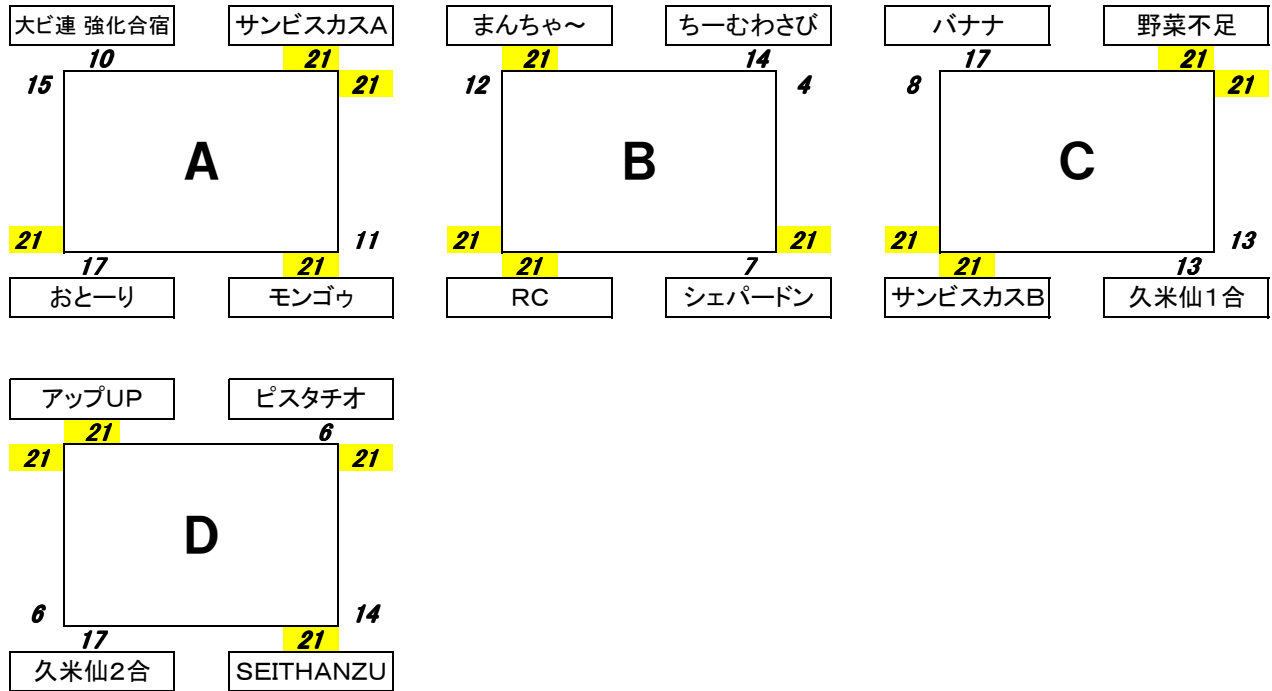 大ビ連 強化合宿 サンビスカスA まんちゃ～ ちーむわさび バナナ 野菜不足
10 21 21 14 17 21
15 21 12 4 8 21
A B C
21 11 21 21 21 13
17 21 21 7 21 13
おとーり モンゴゥ RC シェパードン サンビスカスB 久米仙1合
アップUP ピスタチオ
21 6
21 21
D
6 14
17 21
久米仙2合 SEITHANZU